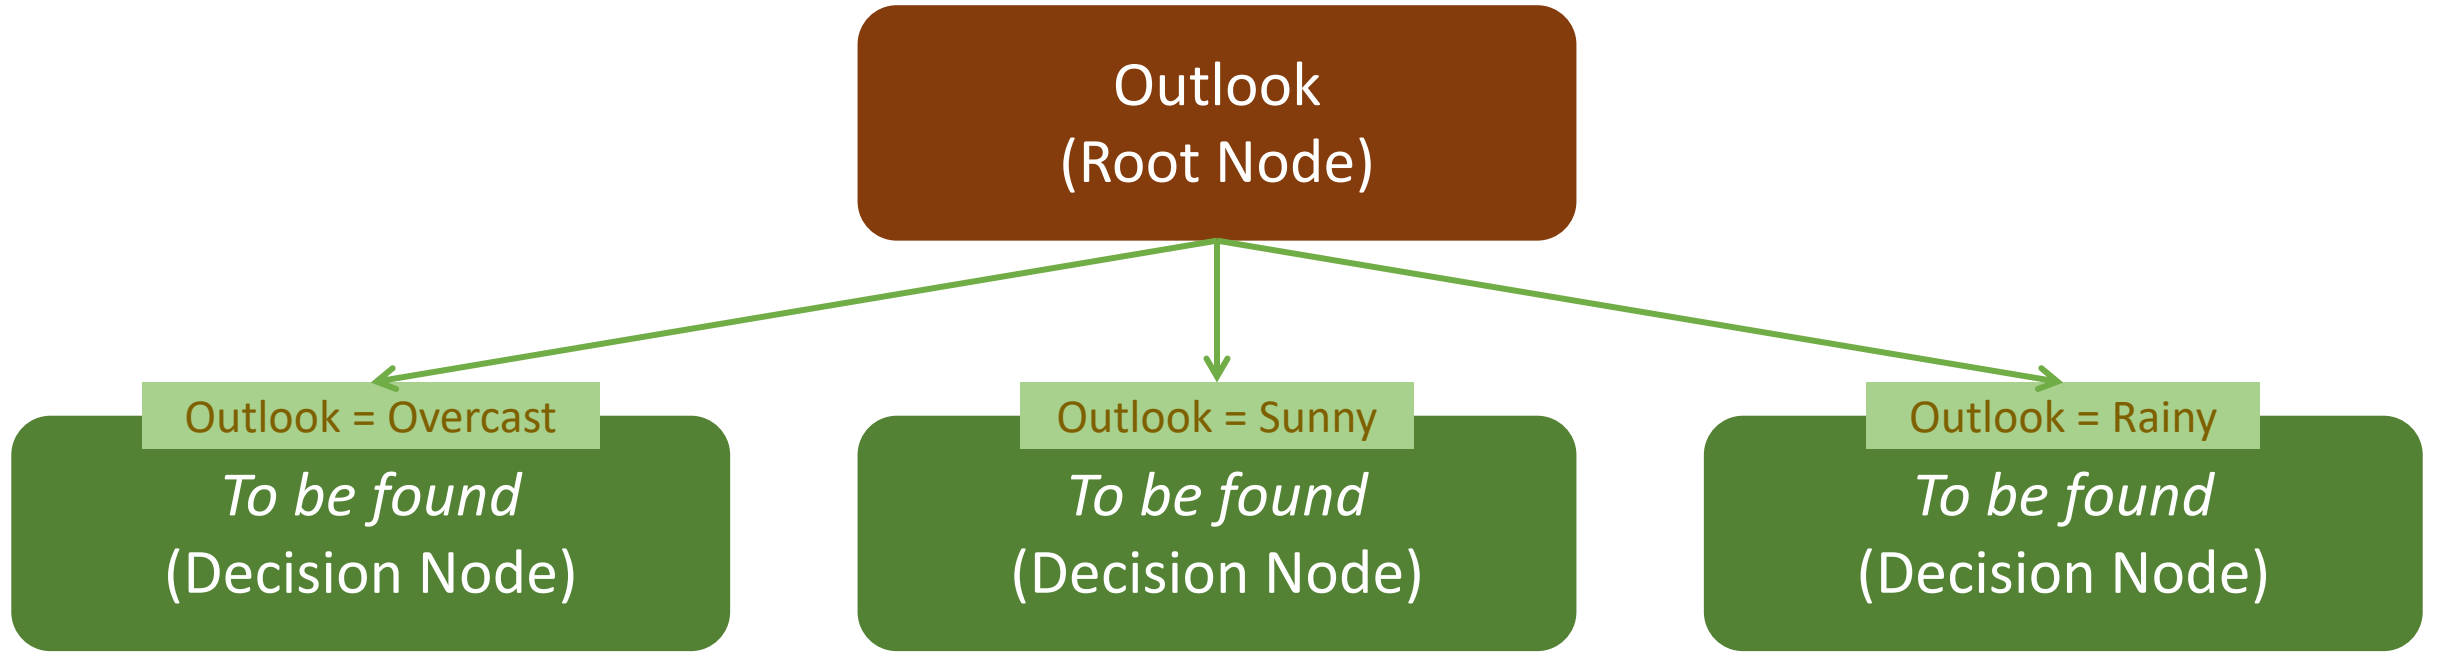 Outlook
(Root Node)
Outlook = Overcast
To be found
(Decision Node)
Outlook = Sunny
To be found
(Decision Node)
Outlook = Rainy
To be found
(Decision Node)